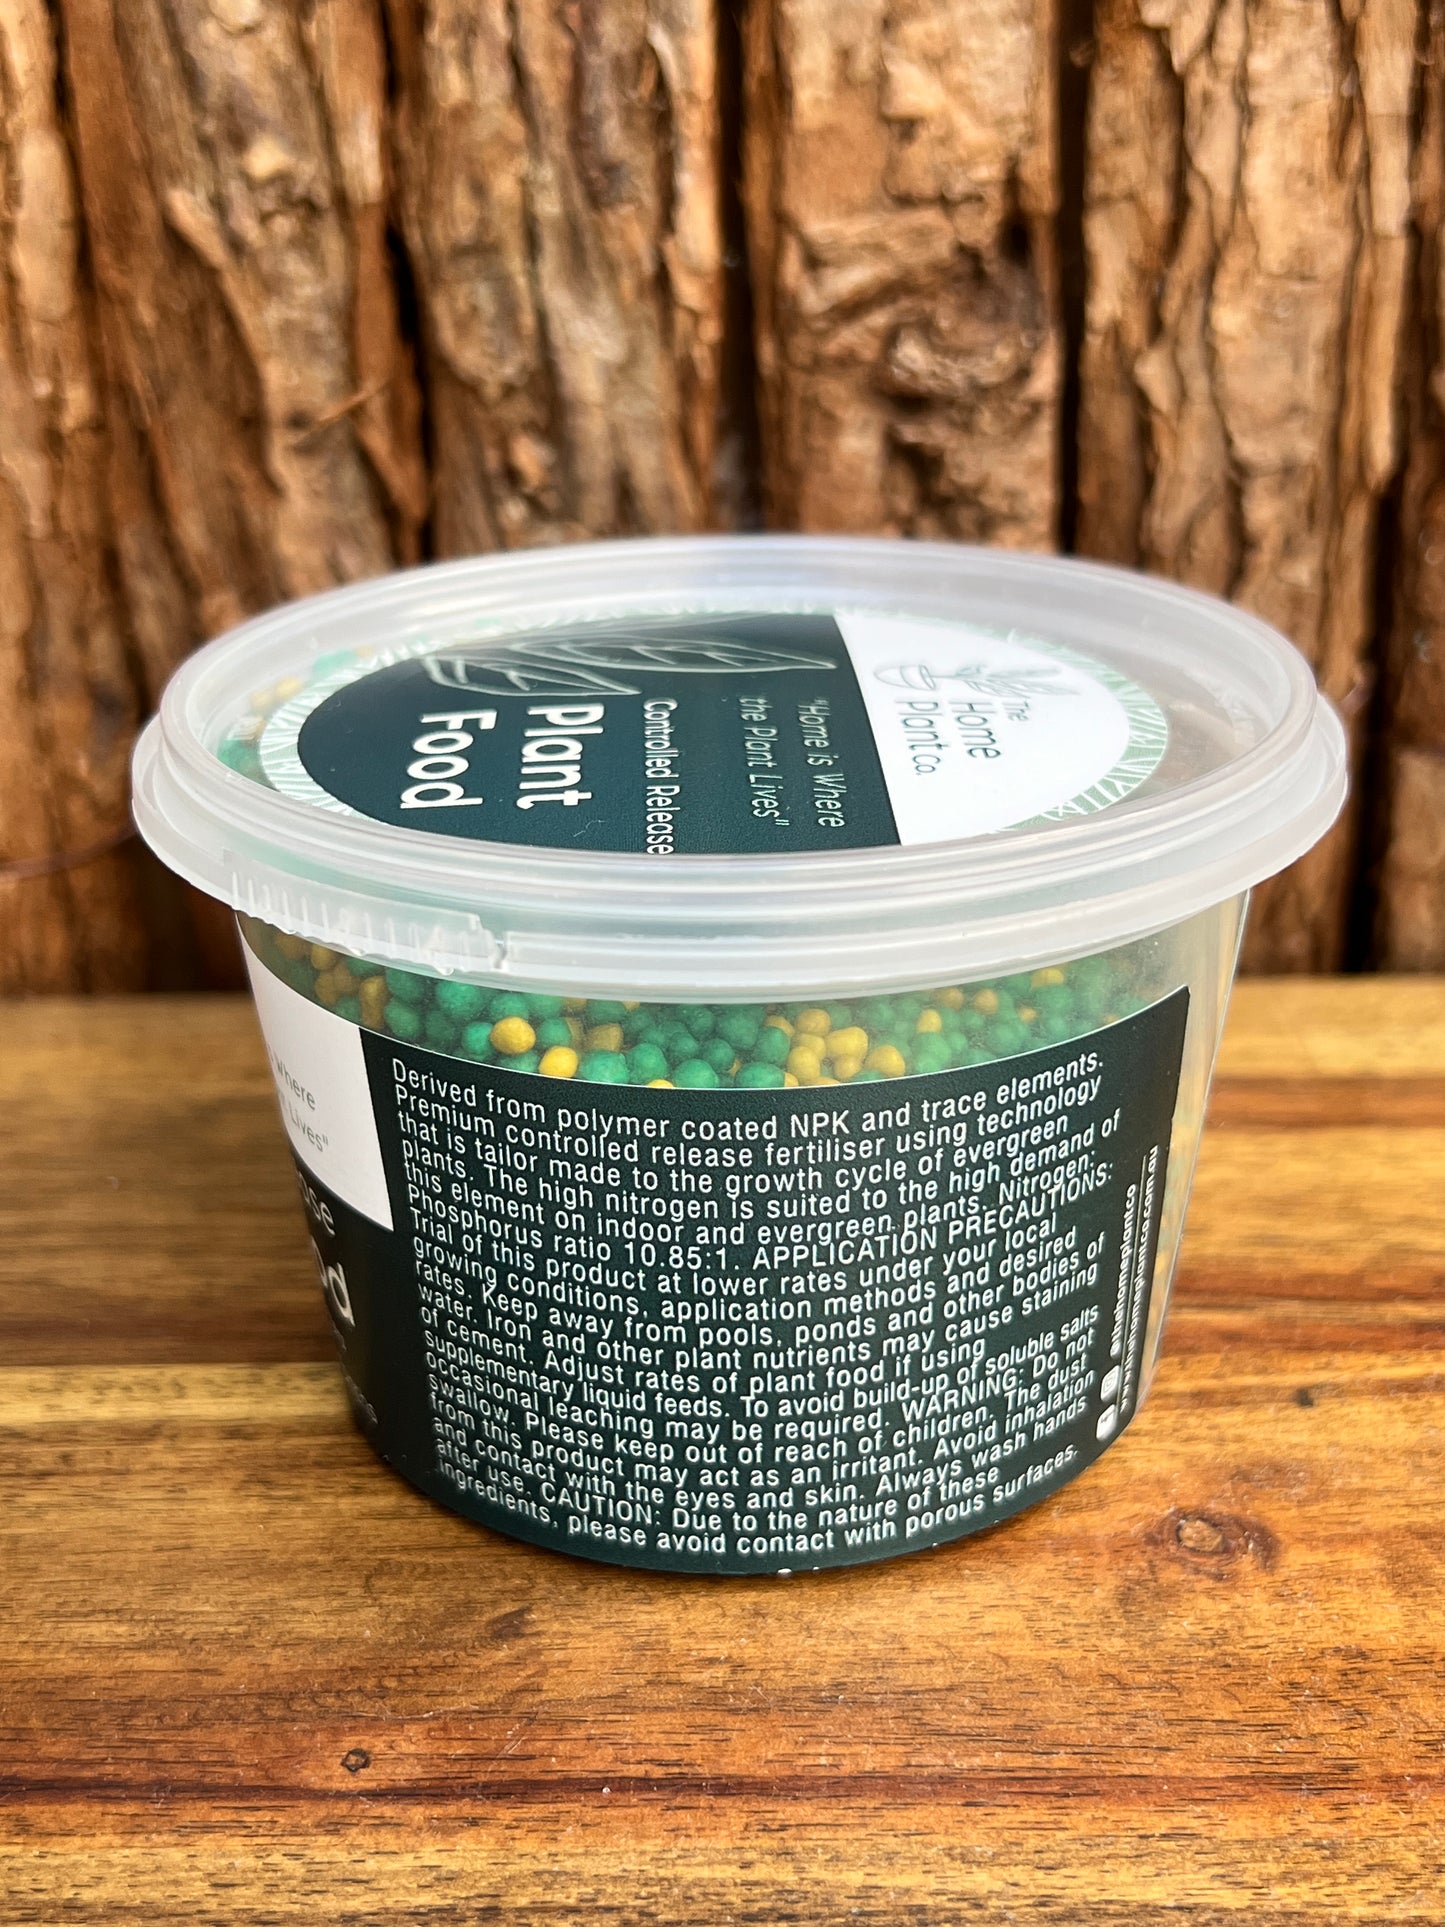 The
Home
Plant Co.
"Home is Where
the Plant Lives"
Controlled Release
Plant
Food
Where
Lives"
Derived from polymer coated NPK and trace elements.
Premium controlled release fertiliser using technology
that is tailor made to the growth cycle of evergreen
plants. The high nitrogen is suited to the high demand of
this element on indoor and evergreen plants. Nitrogen:
Phosphorus ratio 10.85:1. APPLICATION PRECAUTIONS:
Trial of this product at lower rates under your local
growing conditions, application methods and desired
rates. Keep away from pools, ponds and other bodies of
water. Iron and other plant nutrients may cause staining
of cement. Adjust rates of plant food if using
supplementary liquid feeds. To avoid build-up of soluble salts
occasional leaching may be required. WARNING: Do not
swallow. Please keep out of reach of children. The dust
from this product may act as an irritant. Avoid inhalation
and contact with the eyes and skin. Always wash hands
after use. CAUTION: Due to the nature of these
ingredients, please avoid contact with porous surfaces.
@thehomeplantco
www.thehomeplantco.com.au